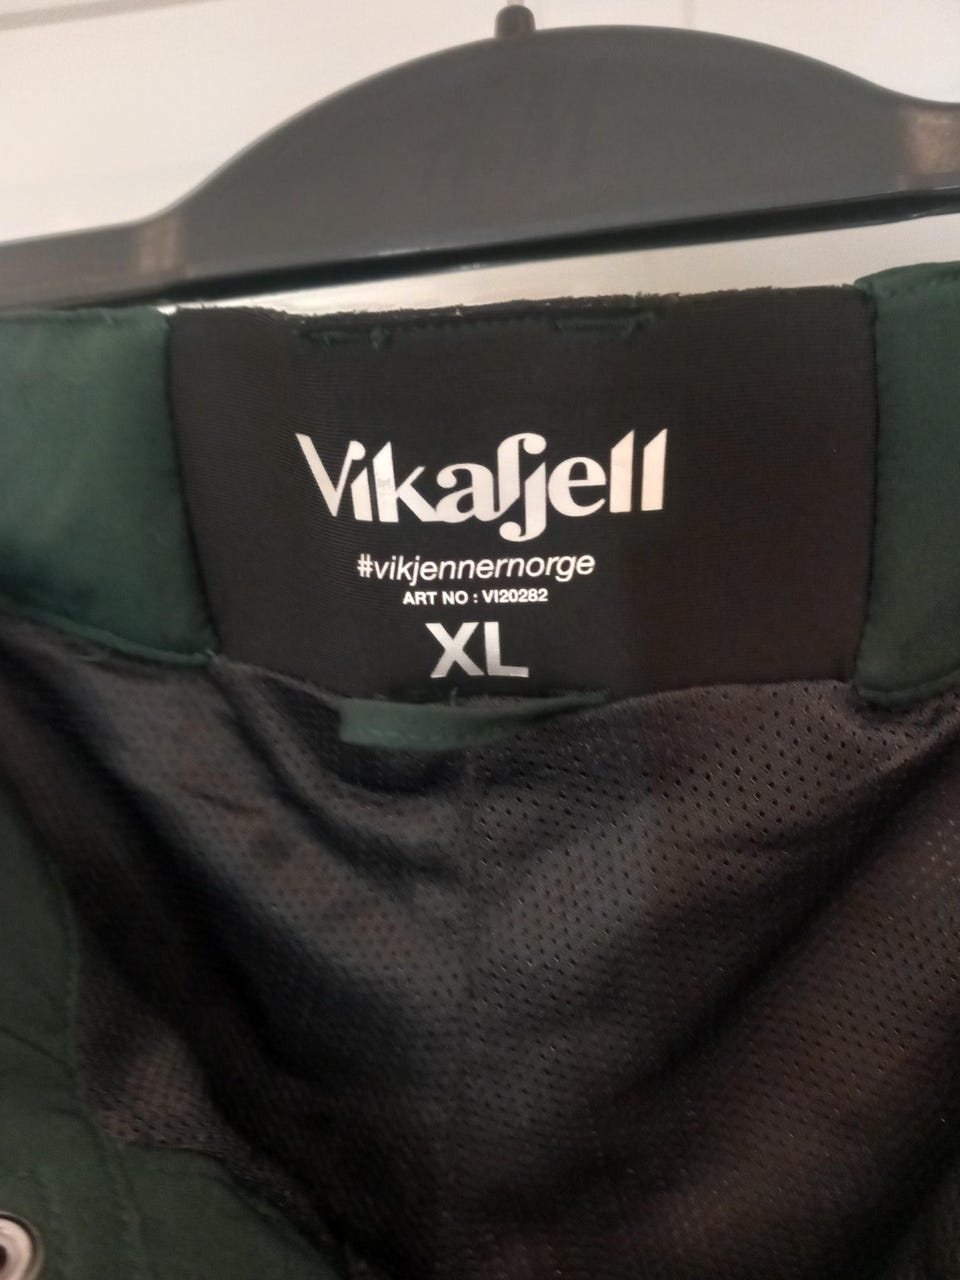 Vikafjell
#vikjennernorge
ART NO : VI20282
XL